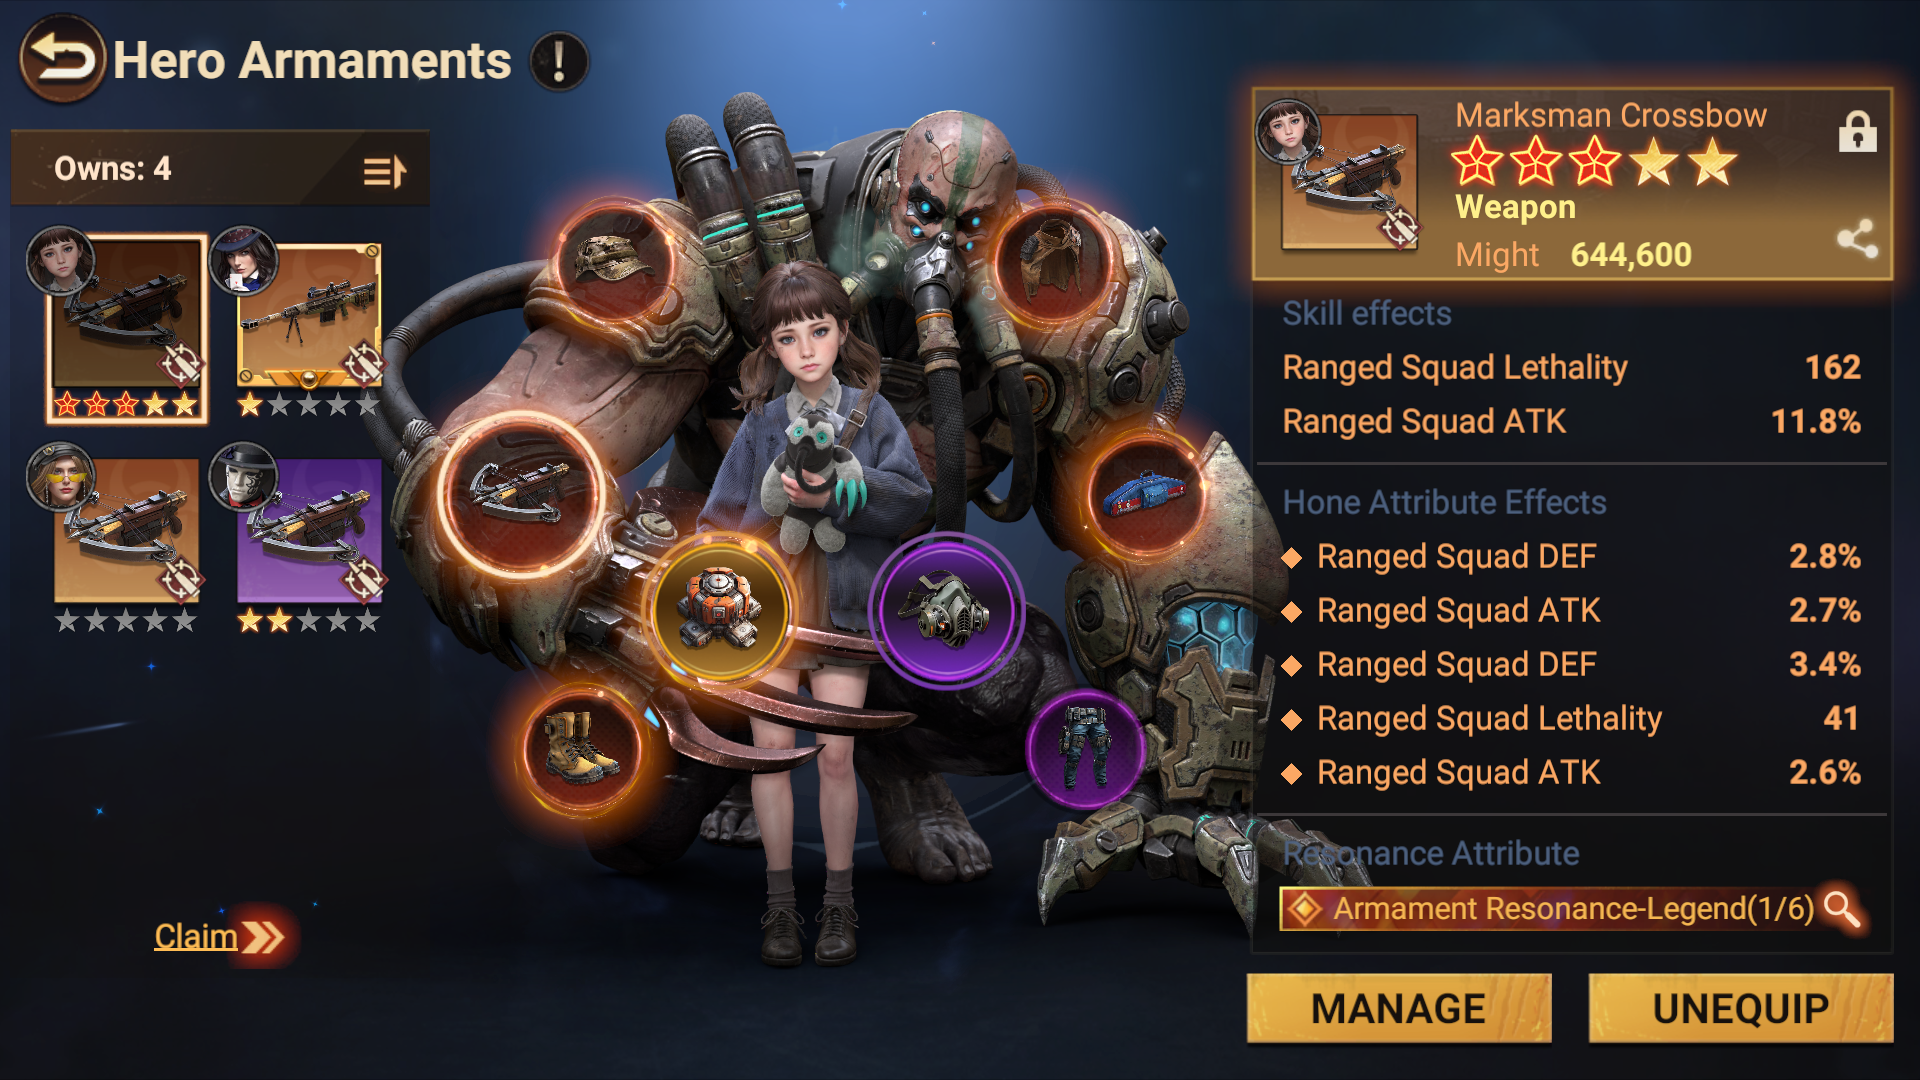 Hero Armaments
Owns: 4
Claim
Marksman Crossbow
Weapon
Might 644,600
Skill effects
Ranged Squad Lethality 162
Ranged Squad ATK 11.8%
Hone Attribute Effects
Ranged Squad DEF 2.8%
Ranged Squad ATK 2.7%
Ranged Squad DEF 3.4%
Ranged Squad Lethality 41
Ranged Squad ATK 2.6%
Resonance Attribute
Armament Resonance-Legend(1/6)
MANAGE
UNEQUIP